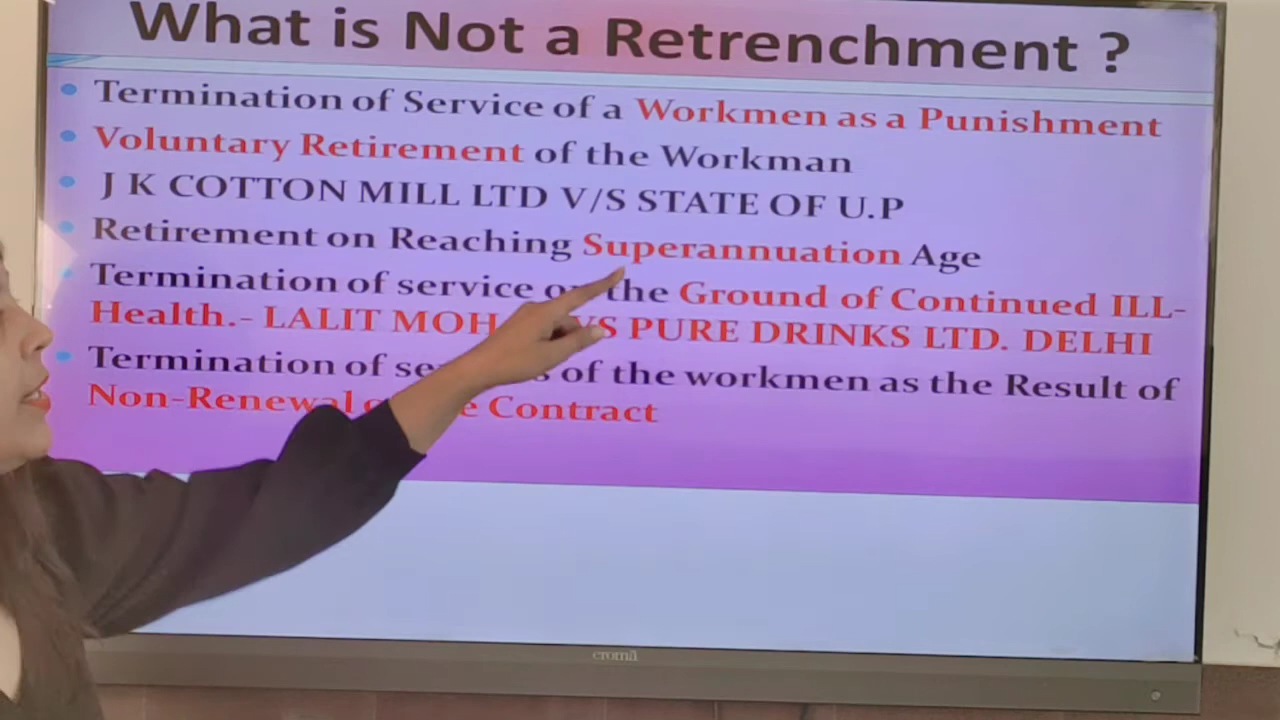 What is Not a Retrenchment ?
Termination of Service of a Workmen as a Punishment
Voluntary Retirement of the Workman
J K COTTON MILL LTD V/S STATE OF U.P
Retirement on Reaching Superannuation Age
Termination of service the Ground of Continued ILL-
Health.- LALIT VS PURE DRINKS LTD. DELHI
Termination of of the workmen as the Result of
Non-Renewal Contract
croma